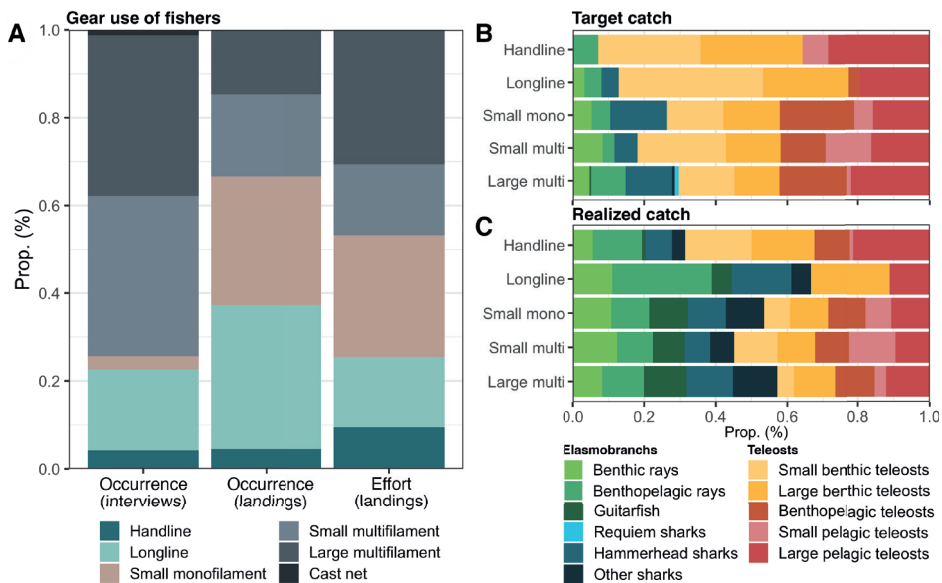 A
Gear use of fishers
1.0
0.8
0.6
0.4
0.2
0.0
Prop. (%)
Occurrence
(interviews)
Occurrence
(landings)
Effort
(landings)
Handline
Longline
Small monofilament
Small multifilament
Large multifilament
Cast net
B
Target catch
Handline
Longline
Small mono
Small multi
Large multi
C
Realized catch
Handline
Longline
Small mono
Small multi
Large multi
0.0 0.2 0.4 0.6 0.8 1.0
Prop. (%)
Elasmobranchs
Benthic rays
Benthopelagic rays
Guitarfish
Requiem sharks
Hammerhead sharks
Other sharks
Teleosts
Small benthic teleosts
Large berthic teleosts
Benthopelagic teleosts
Small pelagic teleosts
Large pelagic teleosts